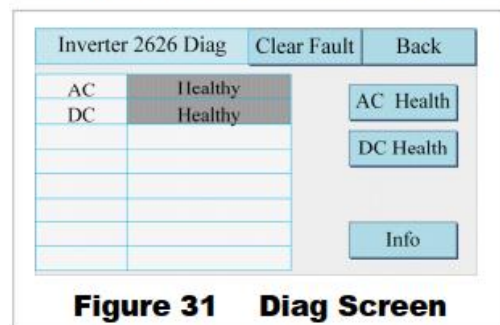 Inverter 2626 Diag Clear Fault Back
AC Healthy
DC Healthy
AC Health
DC Health
Info
Figure 31 Diag Screen